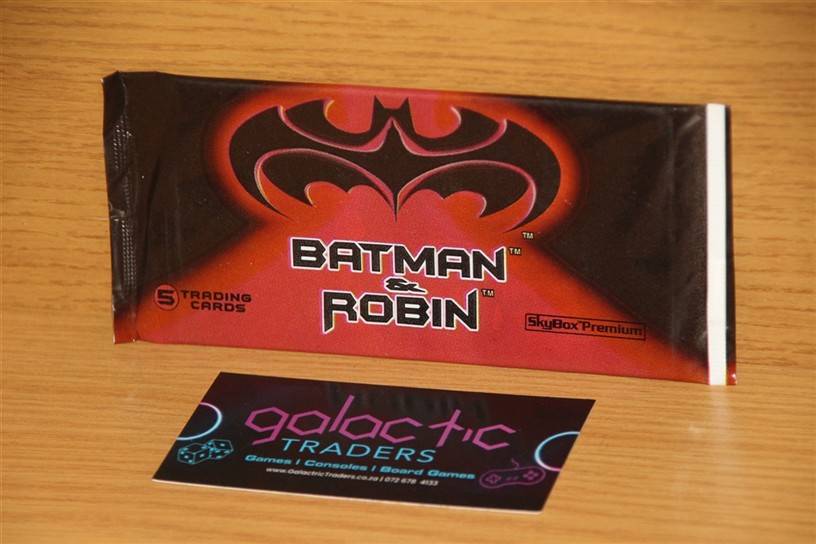 BATMAN™
&
ROBIN™
™
5 TRADING
CARDS
SkyBox Premium
galactic
TRADERS
Games | Consoles | Board Games
www.GalacticTraders.co.za | 072 678 4133